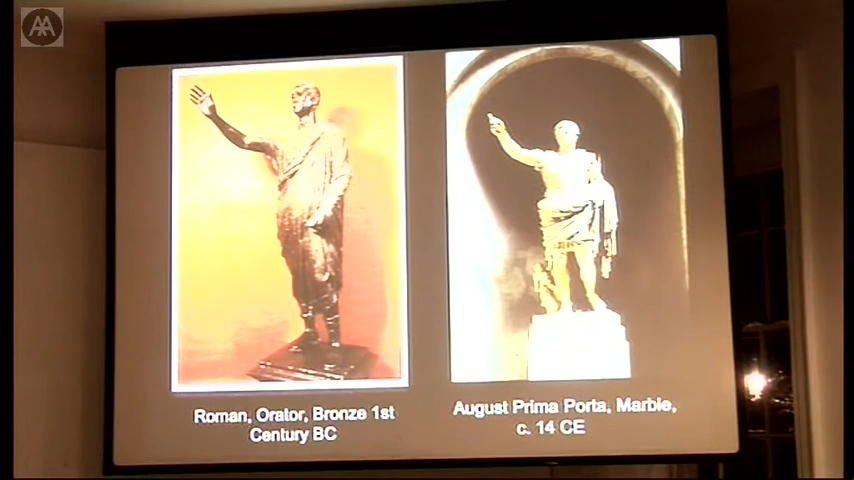 AA
Roman, Orator, Bronze 1st
Century BC
August Prima Porta, Marble,
c. 14 CE